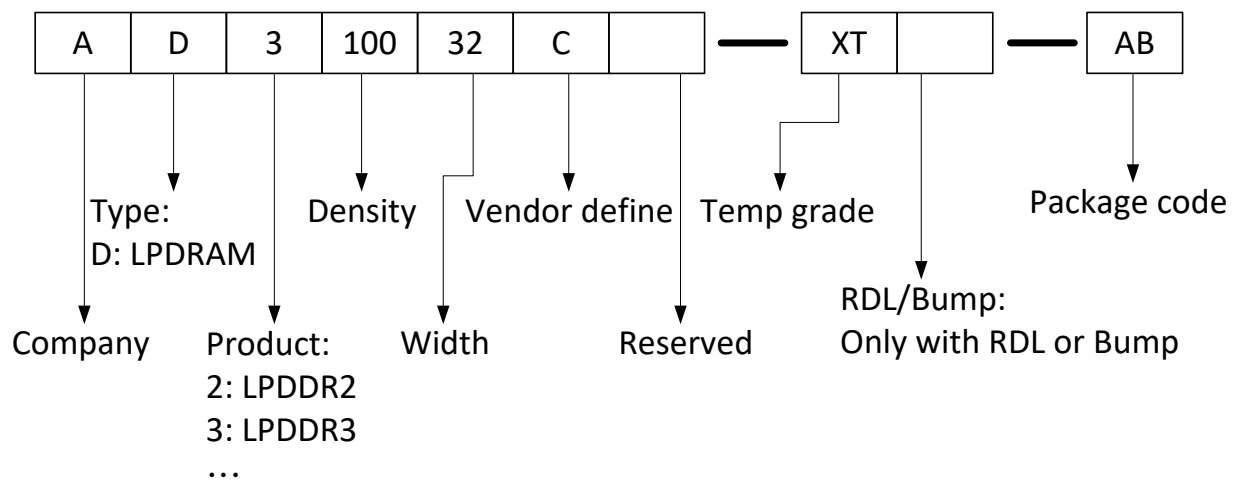 A D 3 100 32 C XT AB
Type:
D: LPDRAM
Density
Vendor define
Temp grade
Package code
Company
Product:
2: LPDDR2
3: LPDDR3
...
Width
Reserved
RDL/Bump:
Only with RDL or Bump